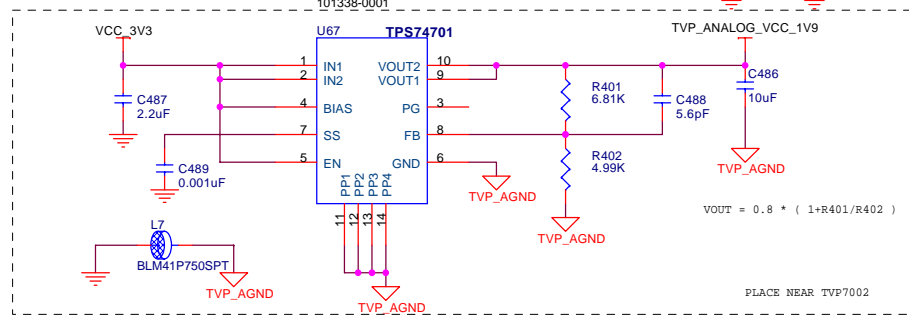 101338-0001
VCC_3V3
U67
TPS74701
TVP_ANALOG_VCC_1V9
1
IN1
2
IN2
4
BIAS
7
SS
5
EN
VOUT2
10
VOUT1
9
PG
3
FB
8
GND
6
PP1
PP2
PP3
PP4
11
12
13
14
C487
2.2uF
C489
0.001uF
R401
6.81K
C488
5.6pF
C486
10uF
R402
4.99K
TVP_AGND
TVP_AGND
TVP_AGND
VOUT = 0.8 * ( 1+R401/R402 )
L7
BLM41P750SPT
TVP_AGND
TVP_AGND
PLACE NEAR TVP7002